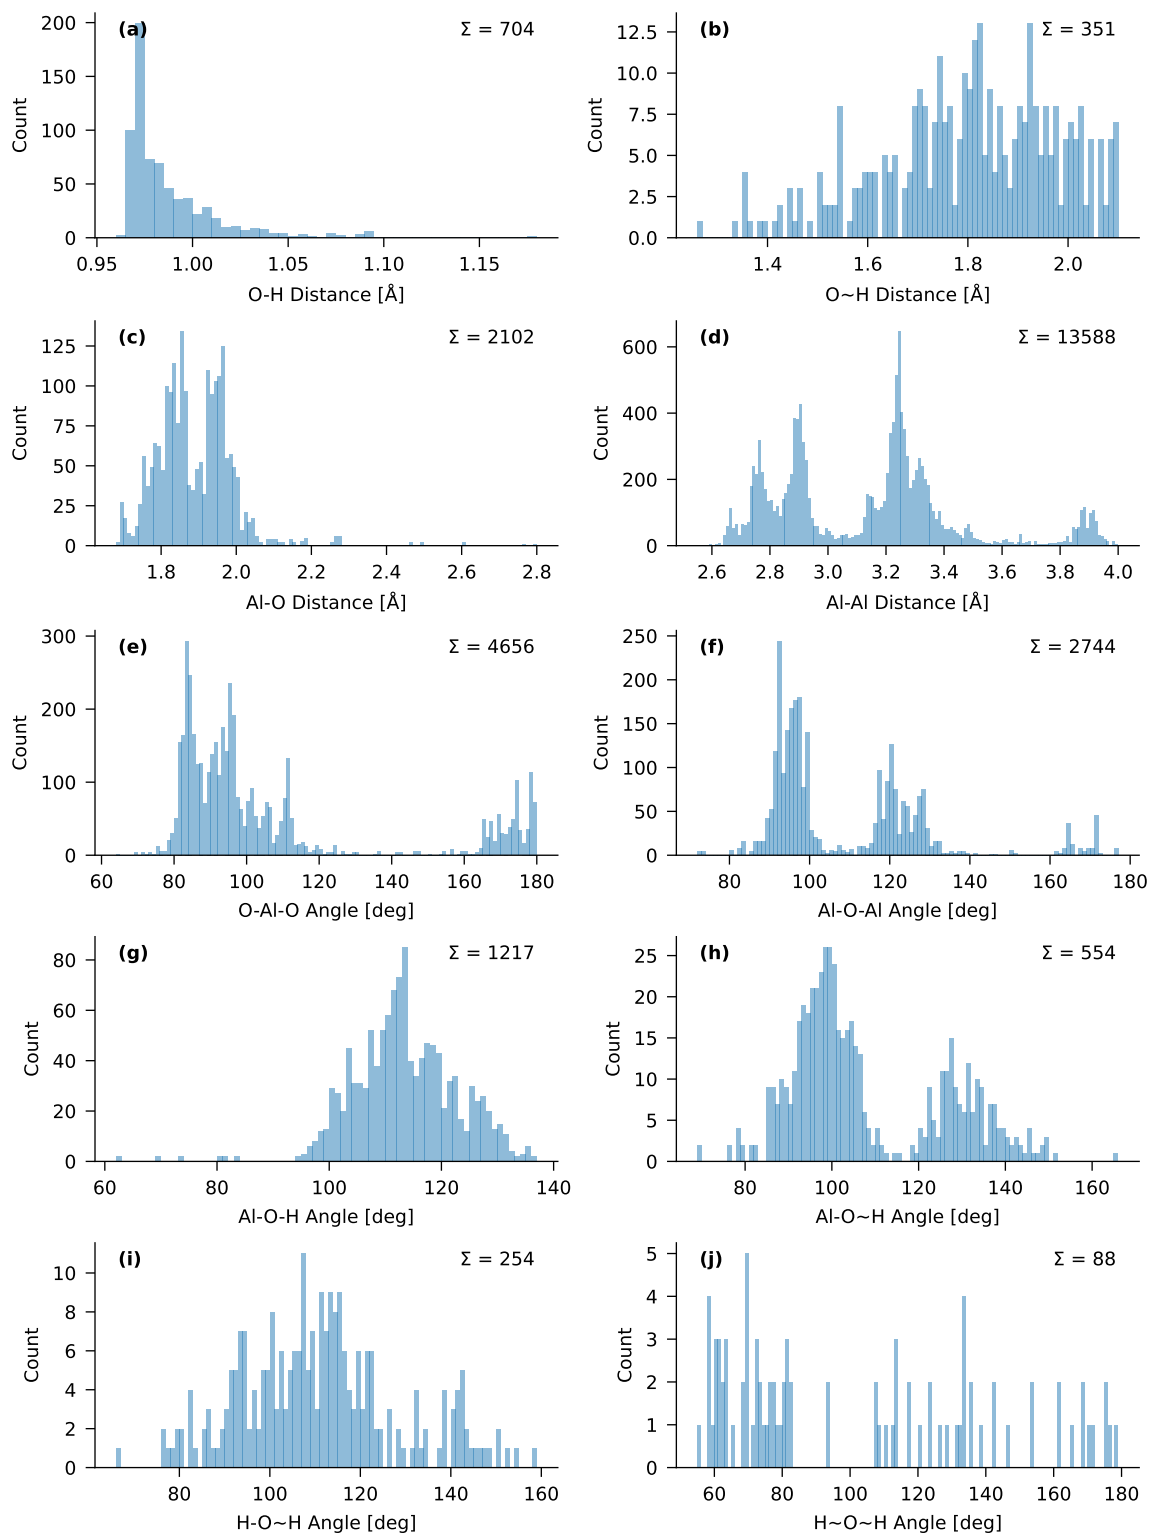 (a)
Σ = 704
200
150
100
50
0
Count
0.95
1.00
1.05
1.10
1.15
O-H Distance [Å]
(b)
Σ = 351
12.5
10.0
7.5
5.0
2.5
0.0
Count
1.4
1.6
1.8
2.0
O~H Distance [Å]
(c)
Σ = 2102
125
100
75
50
25
0
Count
1.8
2.0
2.2
2.4
2.6
2.8
Al-O Distance [Å]
(d)
Σ = 13588
600
400
200
0
Count
2.6
2.8
3.0
3.2
3.4
3.6
3.8
4.0
Al-Al Distance [Å]
(e)
Σ = 4656
300
200
100
0
Count
60
80
100
120
140
160
180
O-Al-O Angle [deg]
(f)
Σ = 2744
250
200
150
100
50
0
Count
80
100
120
140
160
180
Al-O-Al Angle [deg]
(g)
Σ = 1217
80
60
40
20
0
Count
60
80
100
120
140
Al-O-H Angle [deg]
(h)
Σ = 554
25
20
15
10
5
0
Count
80
100
120
140
160
Al-O~H Angle [deg]
(i)
Σ = 254
10
8
6
4
2
0
Count
80
100
120
140
160
H-O~H Angle [deg]
(j)
Σ = 88
5
4
3
2
1
0
Count
60
80
100
120
140
160
180
H~O~H Angle [deg]